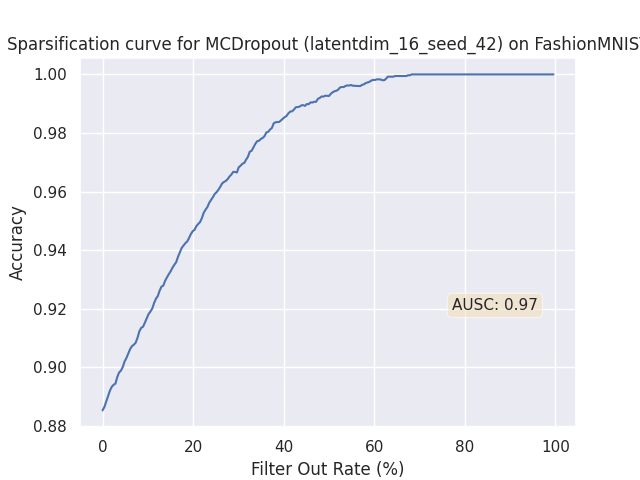 Sparsification curve for MCDropout (latentdim_16_seed_42) on FashionMNIS
1.00
0.98
0.96
0.94
0.92
0.90
0.88
Accuracy
AUSC: 0.97
0 20 40 60 80 100
Filter Out Rate (%)